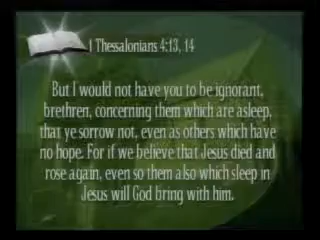 1 Thessalonians 4:13, 14
But I would not have you to be ignorant,
brethren, concerning them which are asleep,
that ye sorrow not, even as others which have
no hope. For if we believe that Jesus died and
rose again, even so them also which sleep in
Jesus will God bring with him.